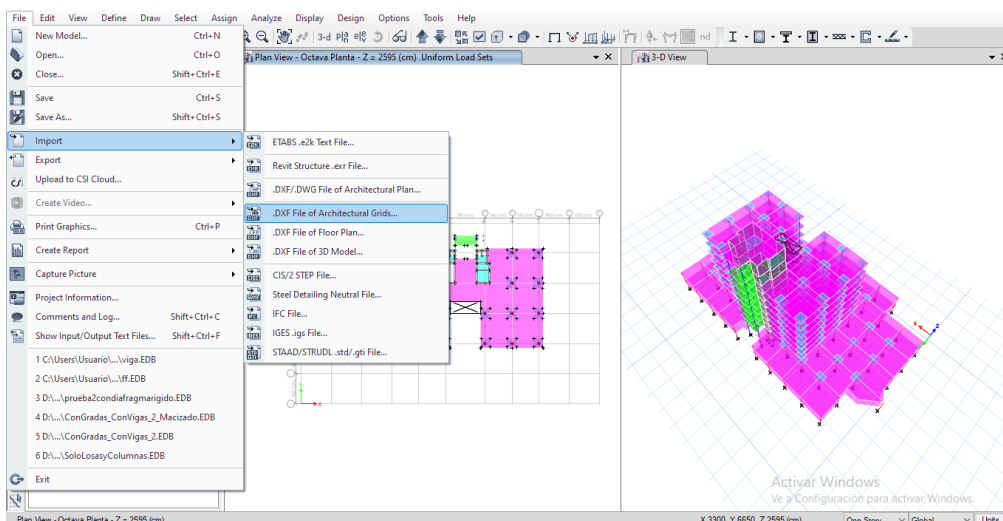 File Edit View Define Draw Select Assign Analyze Display Design Options Tools Help
New Model... Ctrl+N
Open... Ctrl+O
Close... Shift+Ctrl+E
Save Ctrl+S
Save As... Shift+Ctrl+S
Import
Export
Upload to CSI Cloud...
Create Video...
Print Graphics... Ctrl+P
Create Report
Capture Picture
Project Information...
Comments and Log... Shift+Ctrl+C
Show Input/Output Text Files... Shift+Ctrl+F
1 C:\Users\Usuario\...\viga.EDB
2 C:\Users\Usuario\...\ff.EDB
3 D:\...\prueba2condiafragmarigido.EDB
4 D:\...\ConGradas_ConVigas_2_Macizado.EDB
5 D:\...\ConGradas_ConVigas_2.EDB
6 D:\...\SoloLosasyColumnas.EDB
Exit
ETABS .e2k Text File...
Revit Structure .exr File...
.DXF/.DWG File of Architectural Plan...
.DXF File of Architectural Grids...
.DXF File of Floor Plan...
.DXF File of 3D Model...
CIS/2 STEP File...
Steel Detailing Neutral File...
IFC File...
IGES .igs File...
STAAD/STRUDL .std/.gti File...
3-d
nd
Plan View - Octava Planta - Z = 2595 (cm) Uniform Load Sets
3-D View
X
Y
Activar Windows
Ve a Configuración para activar Windows.
Plan View - Octava Planta - Z = 2595 (cm)
X 3300 Y 6650 Z 2595 (cm)
One Story
Global
Units